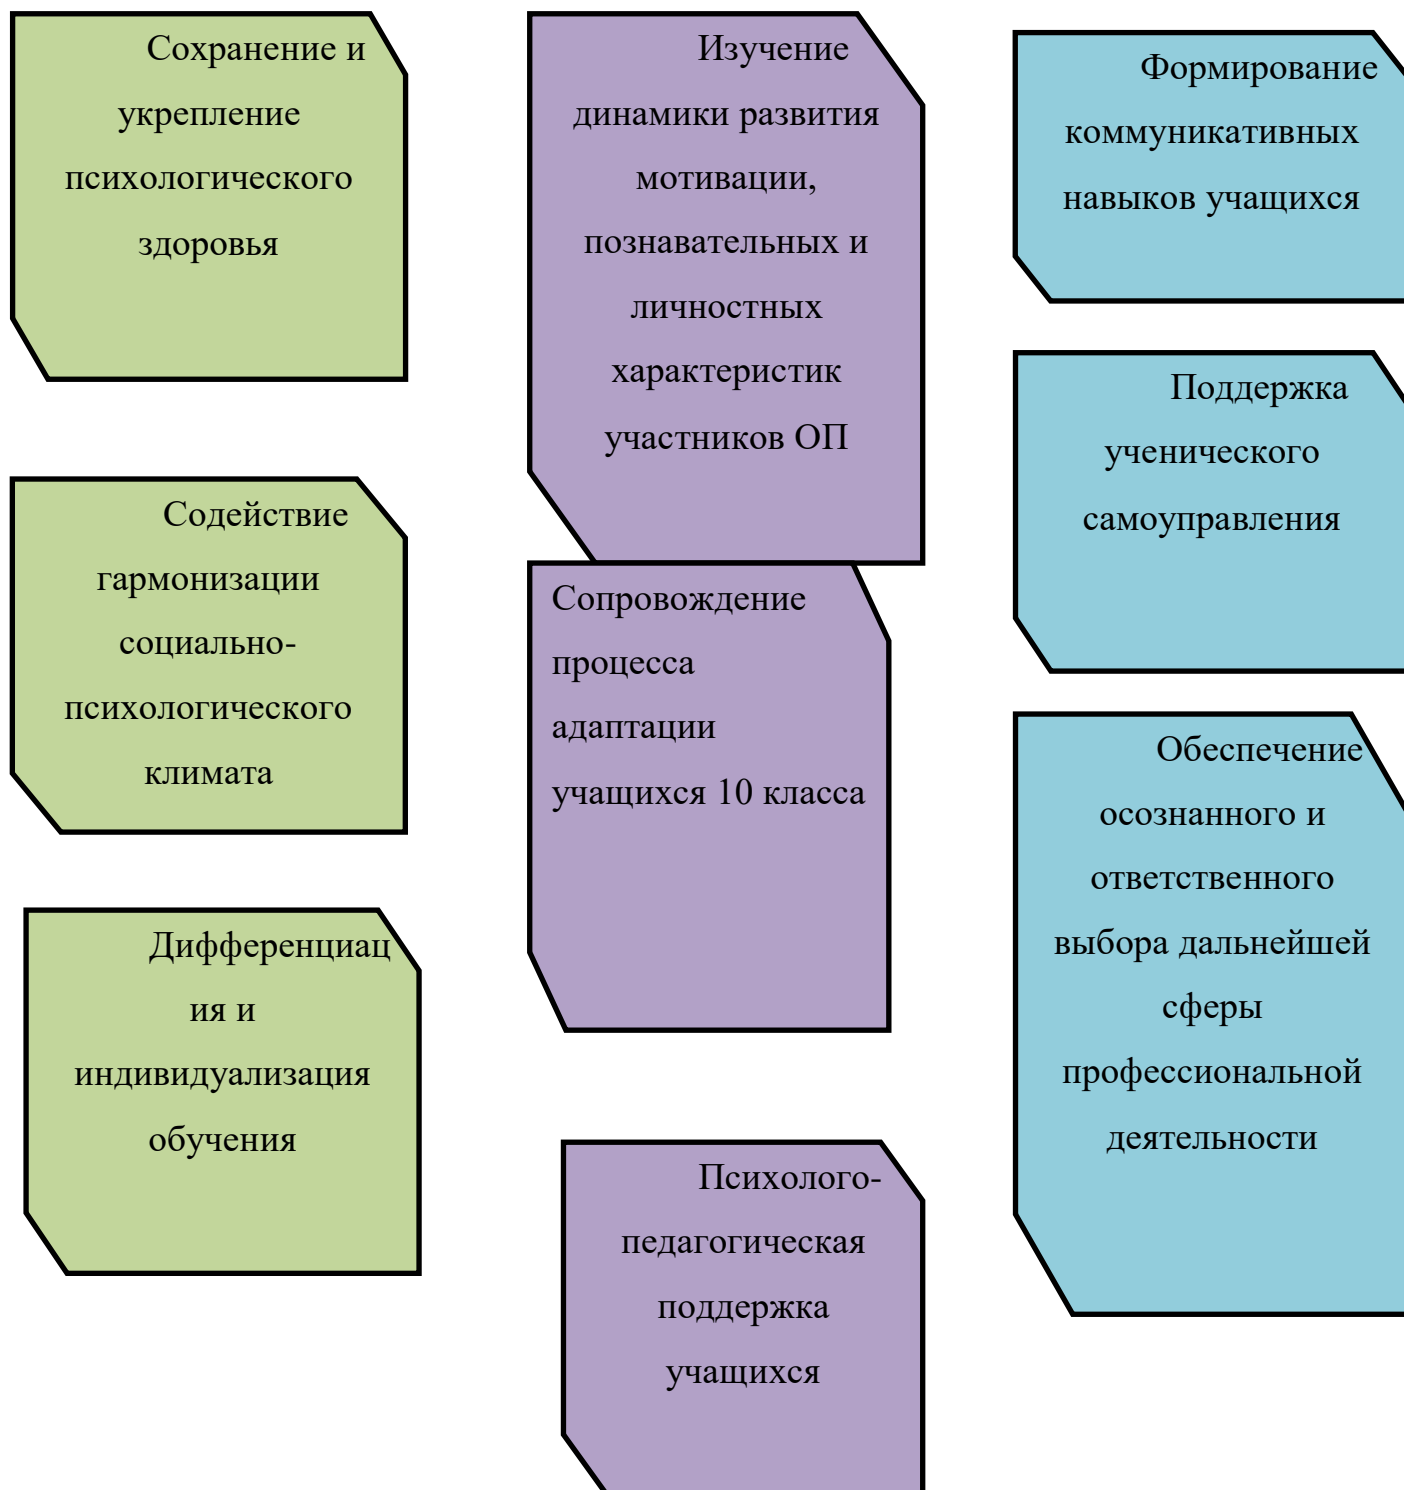 Сохранение и
укрепление
психологического
здоровья
Содействие
гармонизации
социально-
психологического
климата
Дифференциац
ия и
индивидуализация
обучения
Изучение
динамики развития
мотивации,
познавательных и
личностных
характеристик
участников ОП
Сопровождение
процесса
адаптации
учащихся 10 класса
Психолого-
педагогическая
поддержка
учащихся
Формирование
коммуникативных
навыков учащихся
Поддержка
ученического
самоуправления
Обеспечение
осознанного и
ответственного
выбора дальнейшей
сферы
профессиональной
деятельности